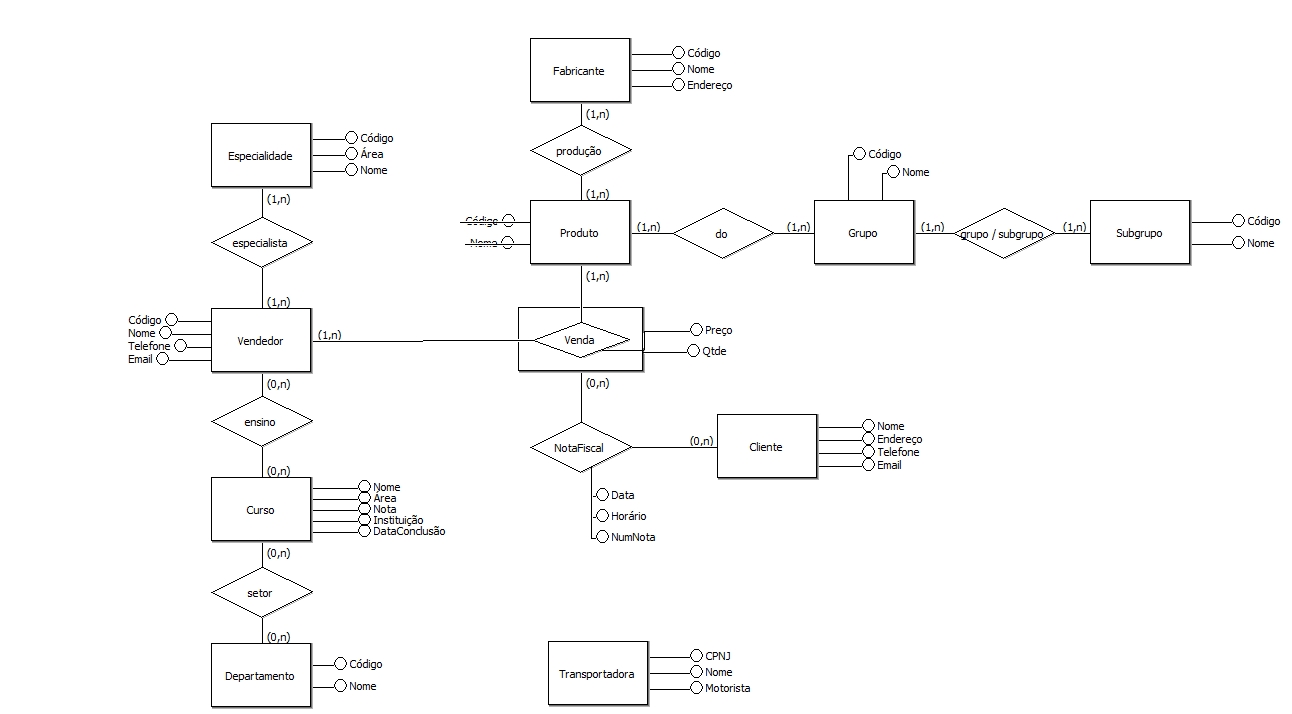 Fabricante
Código
Nome
Endereço
(1,n)
produção
(1,n)
Especialidade
Código
Área
Nome
(1,n)
especialista
(1,n)
Código
Nome
Produto
(1,n)
do
(1,n)
Código
Nome
Grupo
(1,n)
grupo / subgrupo
(1,n)
Subgrupo
Código
Nome
(1,n)
Código
Nome
Telefone
Email
Vendedor
(1,n)
Venda
Preço
Qtde
(0,n)
ensino
(0,n)
(0,n)
NotaFiscal
(0,n)
Cliente
Nome
Endereço
Telefone
Email
Data
Horário
NumNota
Curso
Nome
Área
Nota
Instituição
DataConclusão
(0,n)
setor
(0,n)
Departamento
Código
Nome
Transportadora
CPNJ
Nome
Motorista